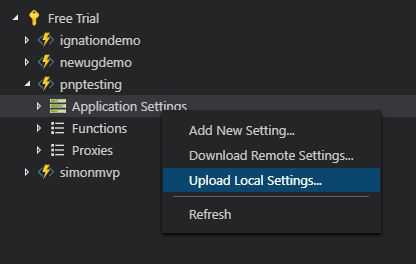 Free Trial
ignationdemo
newugdemo
pnptesting
Application Settings
Functions
Proxies
simonmvp
Add New Setting...
Download Remote Settings...
Upload Local Settings...
Refresh